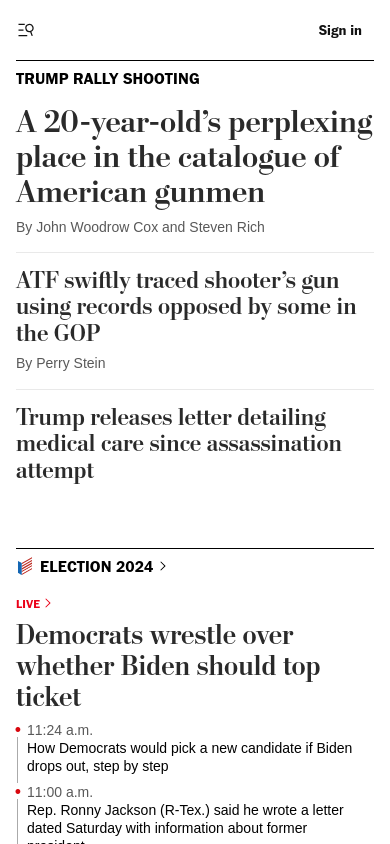 Sign in
TRUMP RALLY SHOOTING
A 20-year-old’s perplexing
place in the catalogue of
American gunmen
By John Woodrow Cox and Steven Rich
ATF swiftly traced shooter’s gun
using records opposed by some in
the GOP
By Perry Stein
Trump releases letter detailing
medical care since assassination
attempt
ELECTION 2024
LIVE
Democrats wrestle over
whether Biden should top
ticket
11:24 a.m.
How Democrats would pick a new candidate if Biden
drops out, step by step
11:00 a.m.
Rep. Ronny Jackson (R-Tex.) said he wrote a letter
dated Saturday with information about former
president